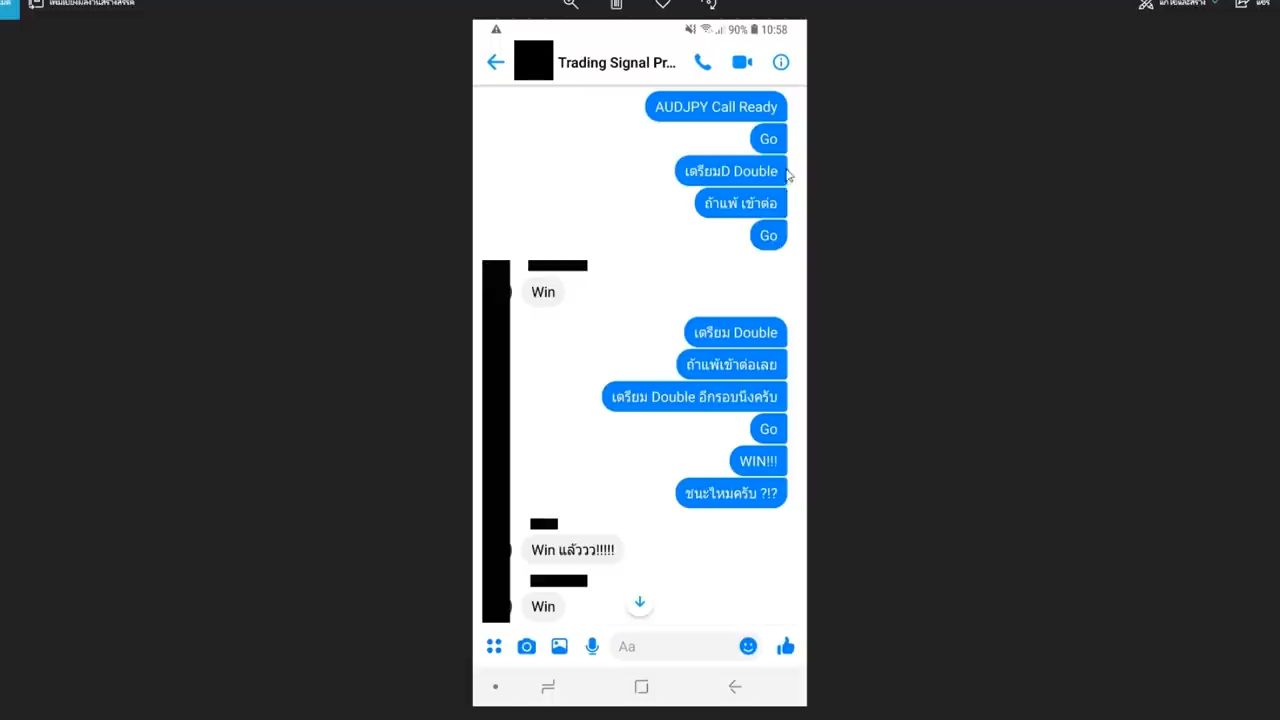 90% 10:58
Trading Signal Pr...
AUDJPY Call Ready
Go
เตรียมD Double
ถ้าแพ้ เข้าต่อ
Go
Win
เตรียม Double
ถ้าแพ้เข้าต่อเลย
เตรียม Double อีกรอบนึงครับ
Go
WIN!!!
ชนะไหมครับ ?!?
Win แล้ววว!!!!!
Win
Aa